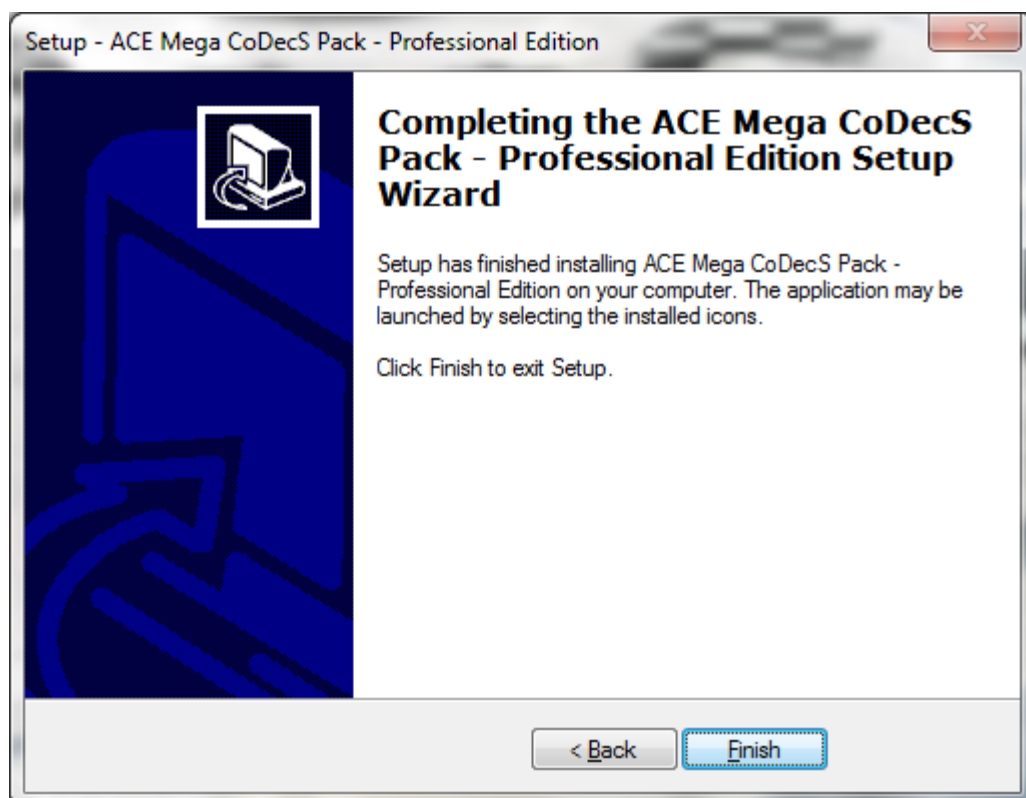 Setup - ACE Mega CoDecS Pack - Professional Edition
Completing the ACE Mega CoDecS
Pack - Professional Edition Setup
Wizard
Setup has finished installing ACE Mega CoDecS Pack -
Professional Edition on your computer. The application may be
launched by selecting the installed icons.
Click Finish to exit Setup.
< Back
Finish